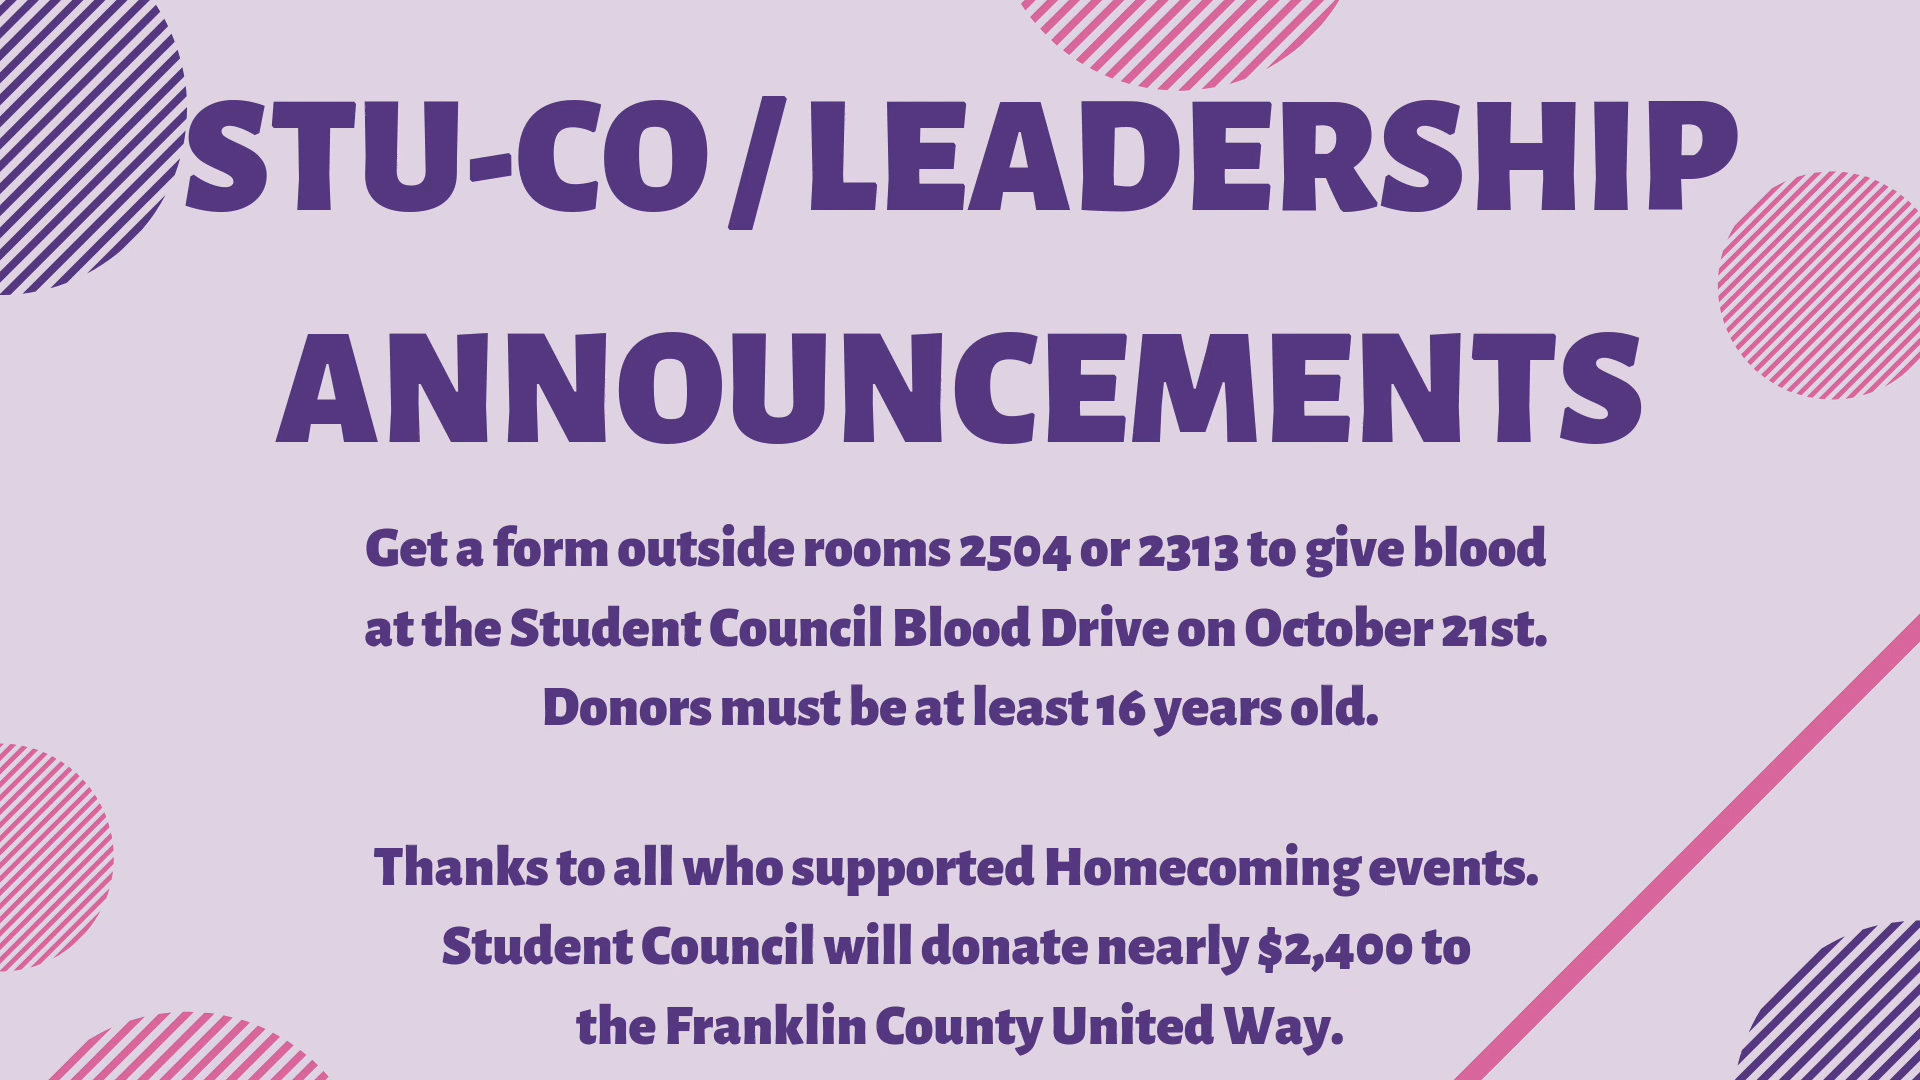 STU-CO / LEADERSHIP
ANNOUNCEMENTS
Get a form outside rooms 2504 or 2313 to give blood
at the Student Council Blood Drive on October 21st.
Donors must be at least 16 years old.
Thanks to all who supported Homecoming events.
Student Council will donate nearly $2,400 to
the Franklin County United Way.